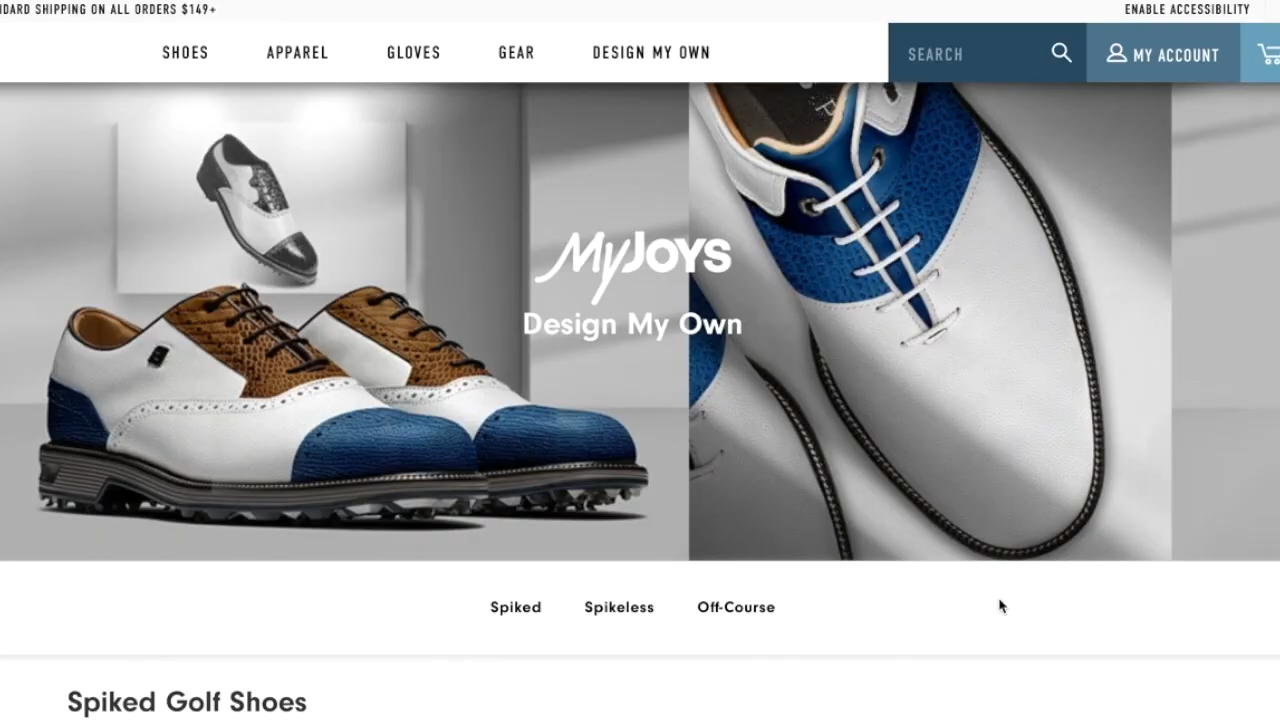 DARD SHIPPING ON ALL ORDERS $149+
ENABLE ACCESSIBILITY
SHOES APPAREL GLOVES GEAR DESIGN MY OWN SEARCH MY ACCOUNT
MyJoys
Design My Own
Spiked Spikeless Off-Course
Spiked Golf Shoes